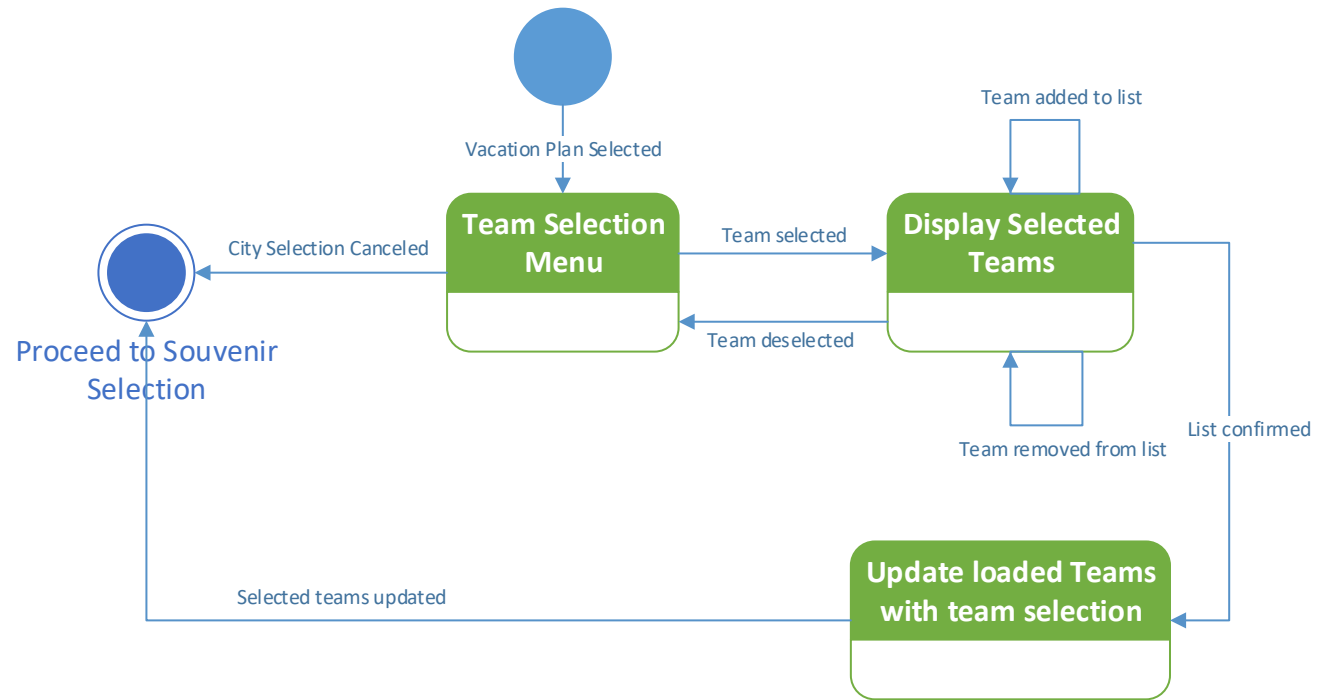 Team added to list
Vacation Plan Selected
Team Selection
Menu
Display Selected
Teams
City Selection Canceled
Team selected
Team deselected
Proceed to Souvenir
Selection
List confirmed
Team removed from list
Update loaded Teams
with team selection
Selected teams updated